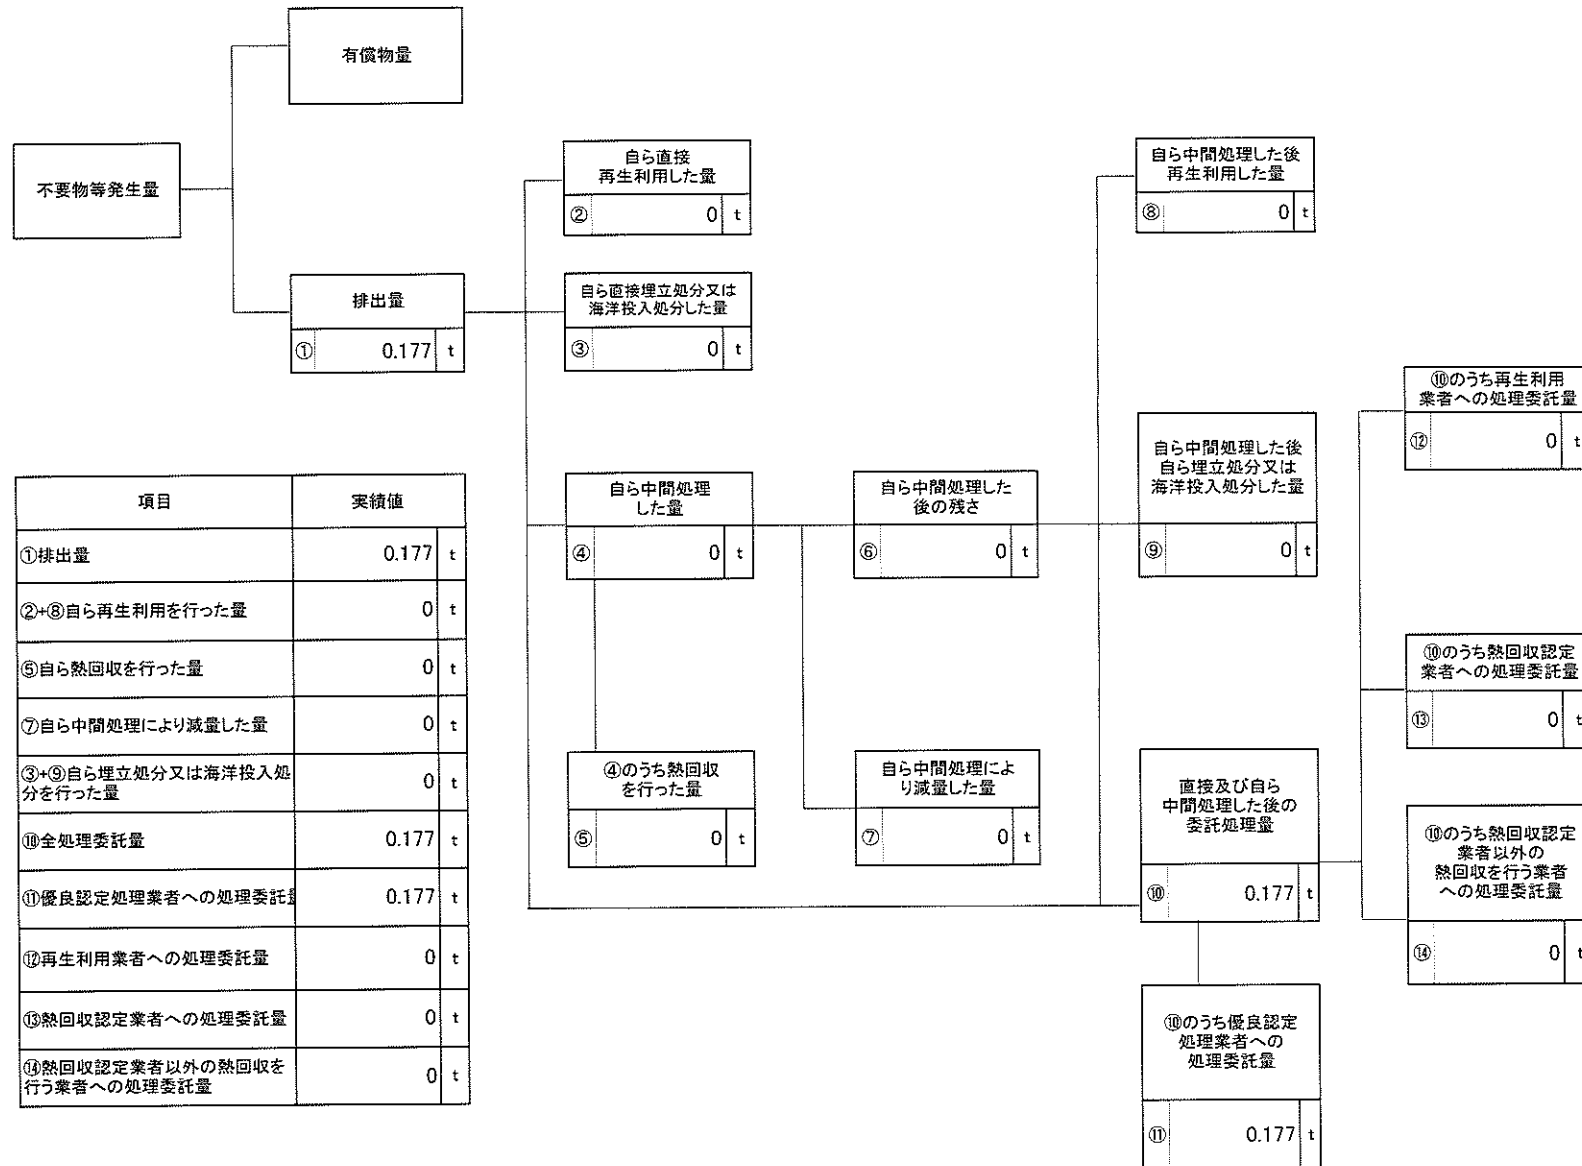 有償物量
不要物等発生量
排出量
① 0.177 t
自ら直接
再生利用した量
② 0 t
自ら直接埋立処分又は
海洋投入処分した量
③ 0 t
自ら中間処理
した量
④ 0 t
④のうち熱回収
を行った量
⑤ 0 t
自ら中間処理した
後の残さ
⑥ 0 t
自ら中間処理によ
り減量した量
⑦ 0 t
自ら中間処理した後
再生利用した量
⑧ 0 t
自ら中間処理した後
自ら埋立処分又は
海洋投入処分した量
⑨ 0 t
直接及び自ら
中間処理した後の
委託処理量
⑩ 0.177 t
⑩のうち優良認定
処理業者への
処理委託量
⑪ 0.177 t
⑩のうち再生利用
業者への処理委託量
⑫ 0 t
⑩のうち熱回収認定
業者への処理委託量
⑬ 0 t
⑩のうち熱回収認定
業者以外の
熱回収を行う業者
への処理委託量
⑭ 0 t
項目 実績値
①排出量 0.177 t
②+⑧自ら再生利用を行った量 0 t
⑤自ら熱回収を行った量 0 t
⑦自ら中間処理により減量した量 0 t
③+⑨自ら埋立処分又は海洋投入処
分を行った量 0 t
⑩全処理委託量 0.177 t
⑪優良認定処理業者への処理委託量 0.177 t
⑫再生利用業者への処理委託量 0 t
⑬熱回収認定業者への処理委託量 0 t
⑭熱回収認定業者以外の熱回収を
行う業者への処理委託量 0 t